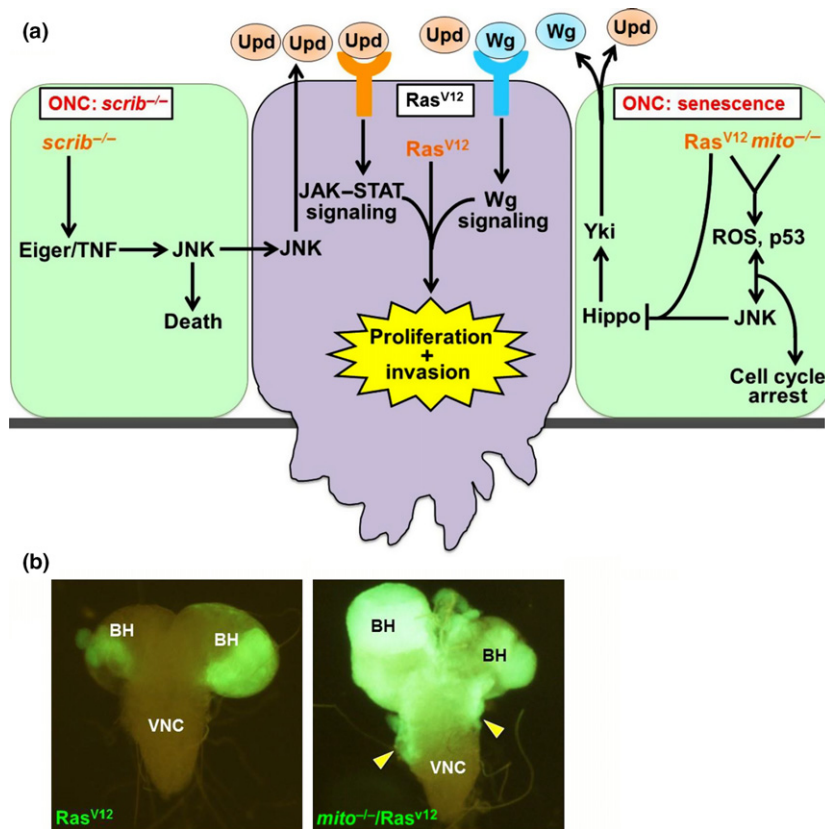 (a)
Upd Upd Upd Upd Wg Wg Upd
ONC: scrib–/–
RasV12
ONC: senescence
scrib–/–
RasV12
RasV12 mito–/–
JAK–STAT
signaling
Wg
signaling
Eiger/TNF
JNK
JNK
Yki
ROS, p53
Death
Hippo
JNK
Proliferation
+
invasion
Cell cycle
arrest
(b)
BH
BH
VNC
RasV12
BH
BH
VNC
mito–/–/Rasv12